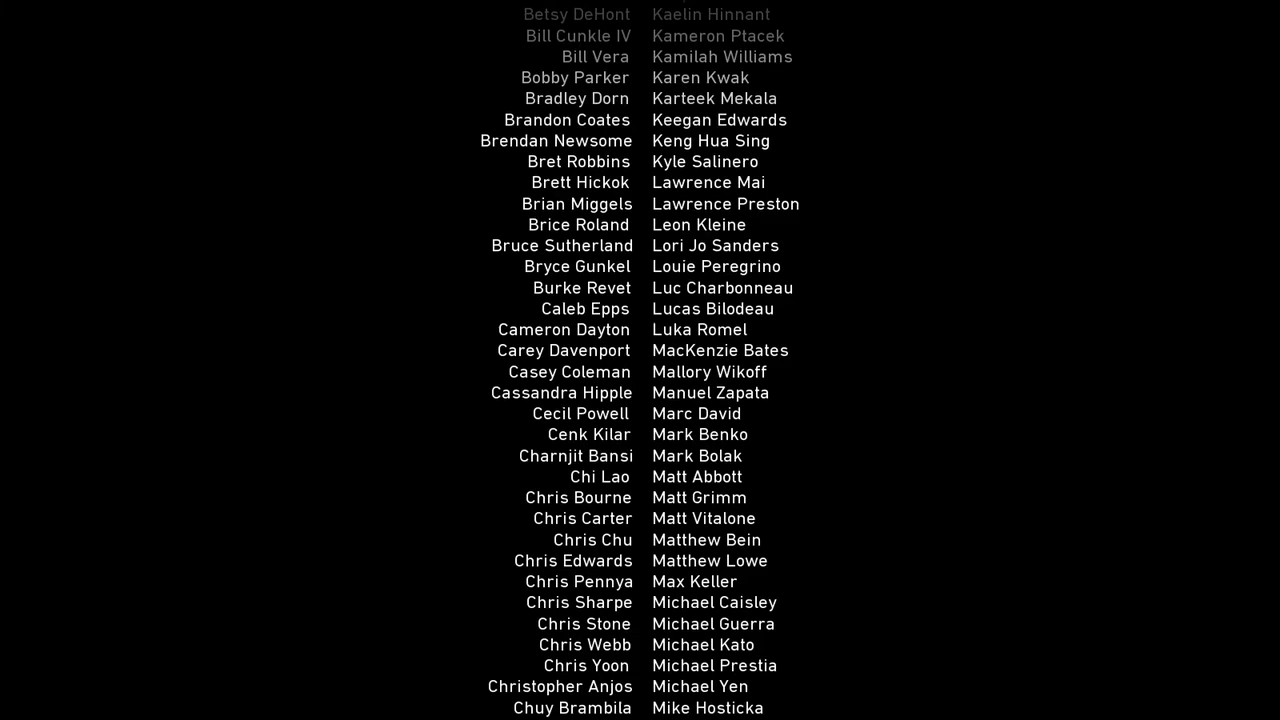 Betsy DeHont Kaelin Hinnant
Bill Cunkle IV Kameron Ptacek
Bill Vera Kamilah Williams
Bobby Parker Karen Kwak
Bradley Dorn Karteek Mekala
Brandon Coates Keegan Edwards
Brendan Newsome Keng Hua Sing
Bret Robbins Kyle Salinero
Brett Hickok Lawrence Mai
Brian Miggels Lawrence Preston
Brice Roland Leon Kleine
Bruce Sutherland Lori Jo Sanders
Bryce Gunkel Louie Peregrino
Burke Revet Luc Charbonneau
Caleb Epps Lucas Bilodeau
Cameron Dayton Luka Romel
Carey Davenport MacKenzie Bates
Casey Coleman Mallory Wikoff
Cassandra Hipple Manuel Zapata
Cecil Powell Marc David
Cenk Kilar Mark Benko
Charnjit Bansi Mark Bolak
Chi Lao Matt Abbott
Chris Bourne Matt Grimm
Chris Carter Matt Vitalone
Chris Chu Matthew Bein
Chris Edwards Matthew Lowe
Chris Pennya Max Keller
Chris Sharpe Michael Caisley
Chris Stone Michael Guerra
Chris Webb Michael Kato
Chris Yoon Michael Prestia
Christopher Anjos Michael Yen
Chuy Brambila Mike Hosticka